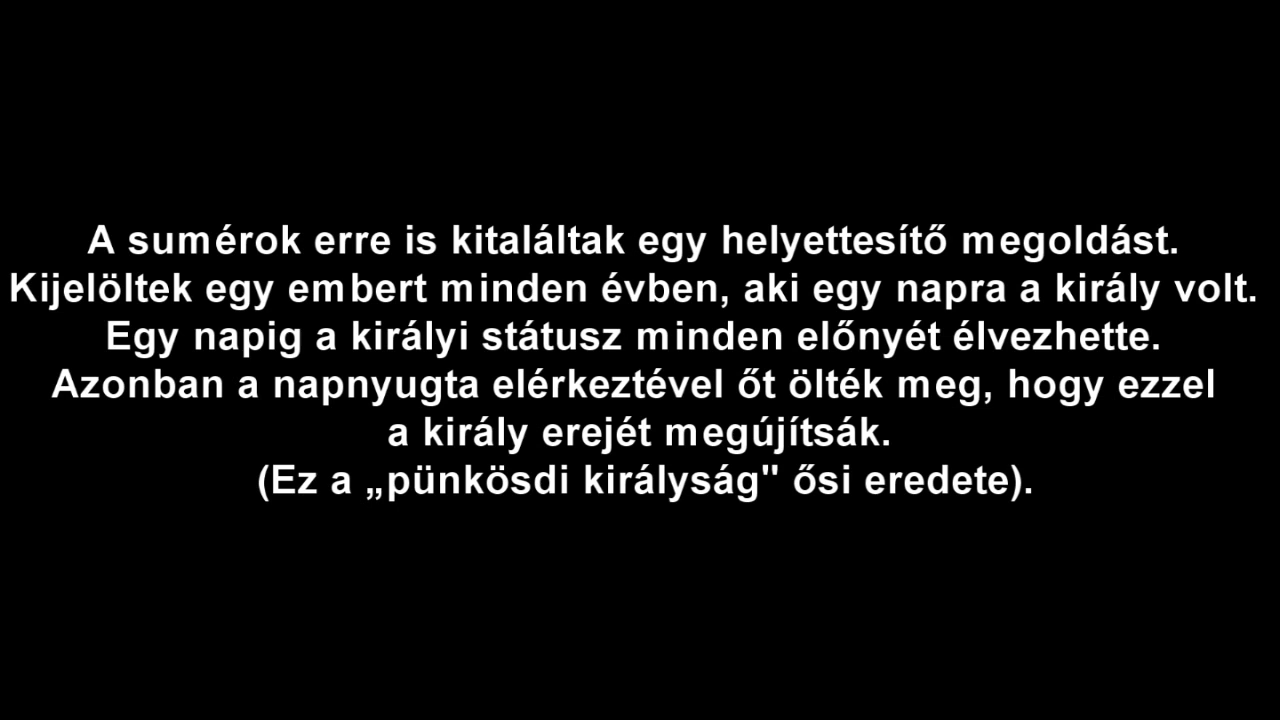 A sumérok erre is kitaláltak egy helyettesítő megoldást.
Kijelöltek egy embert minden évben, aki egy napra a király volt.
Egy napig a királyi státusz minden előnyét élvezhette.
Azonban a napnyugta elérkeztével őt ölték meg, hogy ezzel
a király erejét megújítsák.
(Ez a „pünkösdi királyság" ősi eredete).